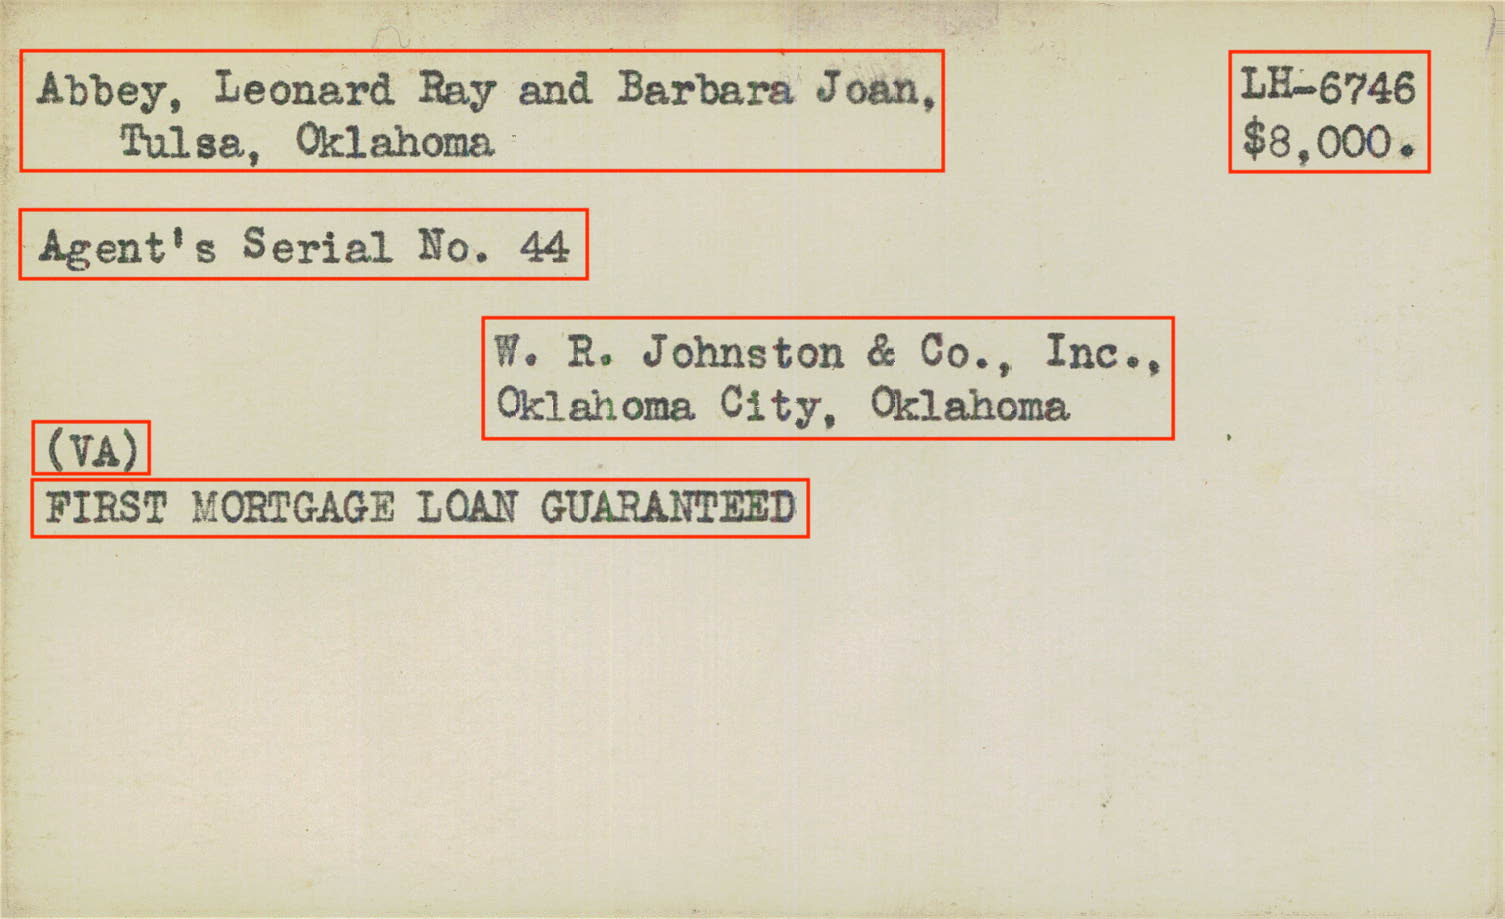 Abbey, Leonard Ray and Barbara Joan,
Tulsa, Oklahoma
LH-6746
$8,000.
Agent's Serial No. 44
W. R. Johnston & Co., Inc.,
Oklahoma City, Oklahoma
(VA)
FIRST MORTGAGE LOAN GUARANTEED